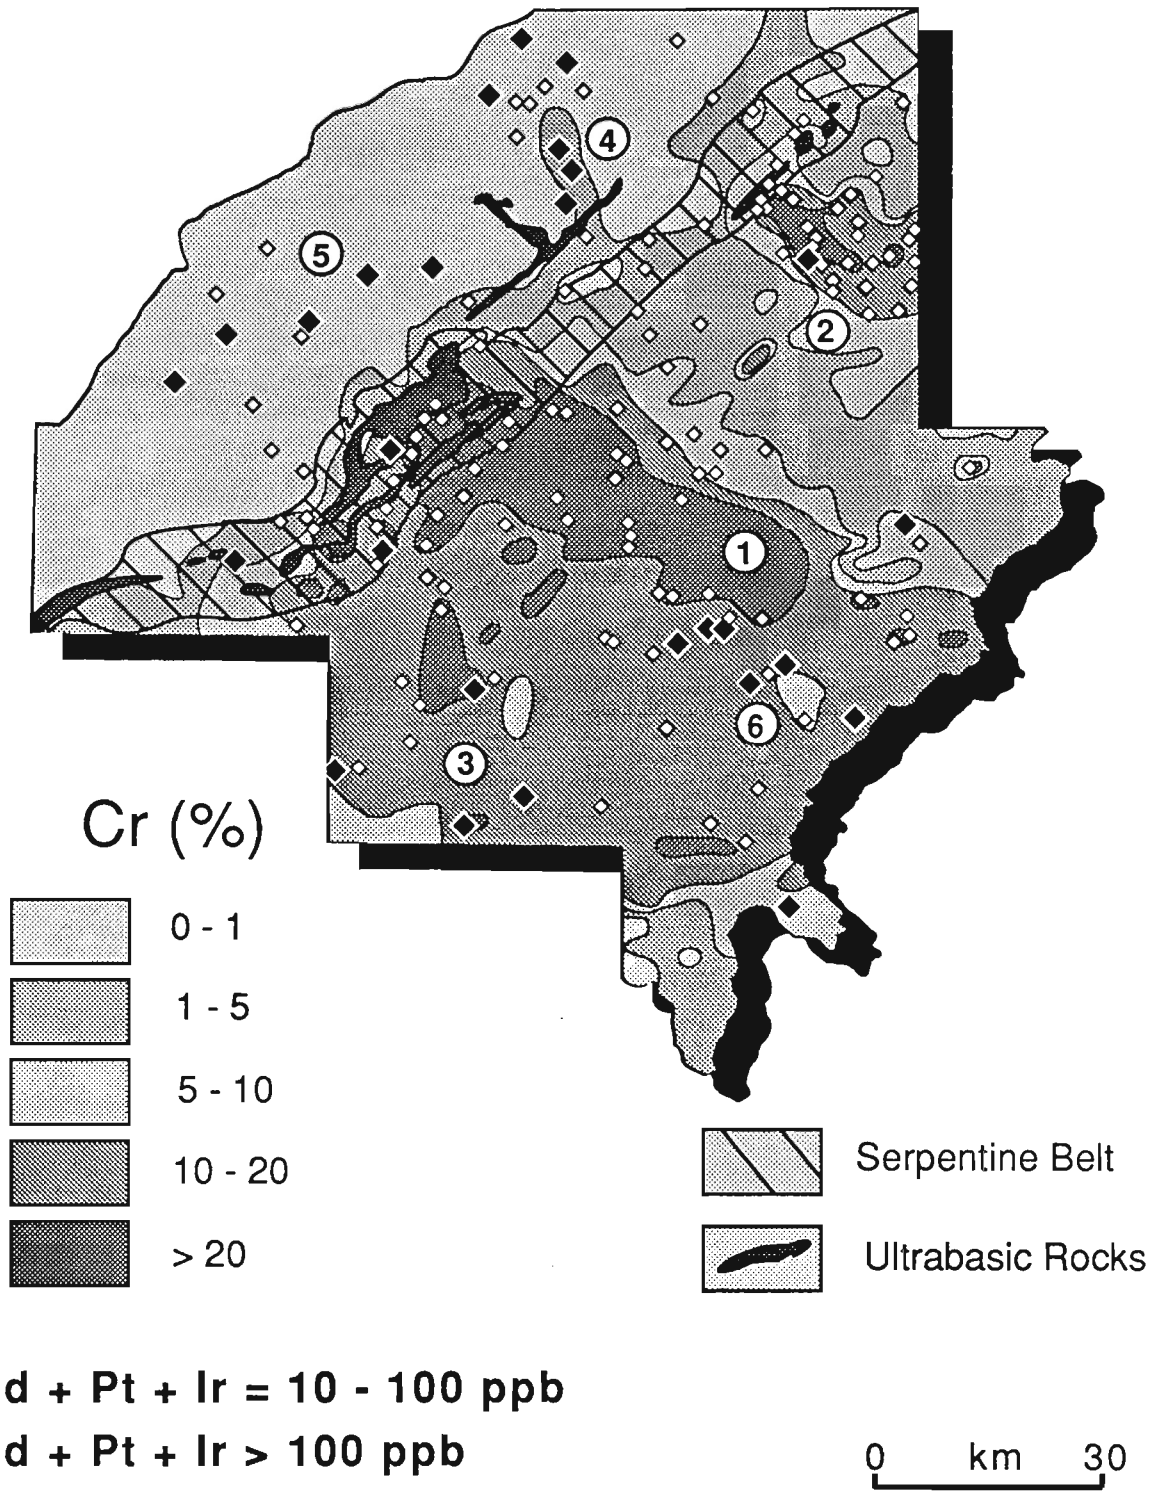 4
5
2
1
6
3
Cr (%)
0 - 1
1 - 5
5 - 10
10 - 20
> 20
Serpentine Belt
Ultrabasic Rocks
d + Pt + Ir = 10 - 100 ppb
d + Pt + Ir > 100 ppb
0 km 30